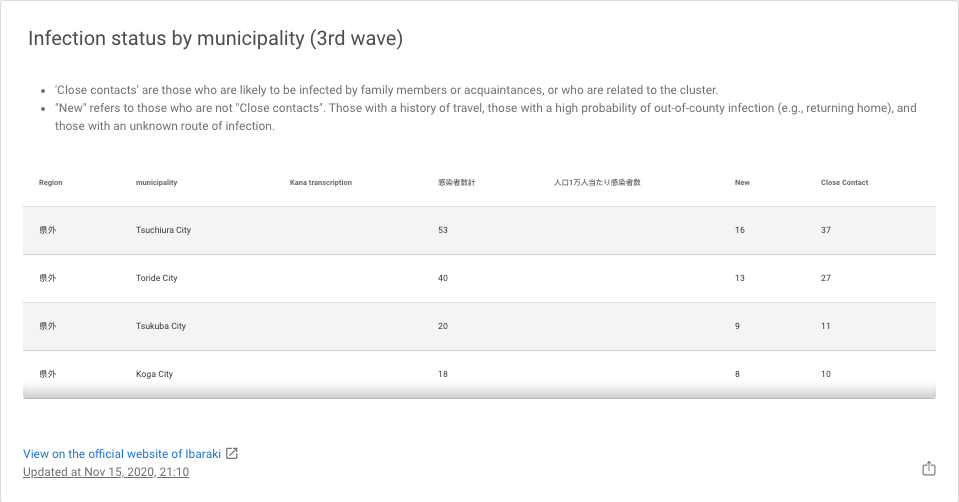 Infection status by municipality (3rd wave)
'Close contacts' are those who are likely to be infected by family members or acquaintances, or who are related to the cluster.
"New" refers to those who are not "Close contacts". Those with a history of travel, those with a high probability of out-of-county infection (e.g., returning home), and
those with an unknown route of infection.
Region municipality Kana transcription 感染者数計 人口1万人当たり感染者数 New Close Contact
県外 Tsuchiura City 53 16 37
県外 Toride City 40 13 27
県外 Tsukuba City 20 9 11
県外 Koga City 18 8 10
View on the official website of Ibaraki
Updated at Nov 15, 2020, 21:10